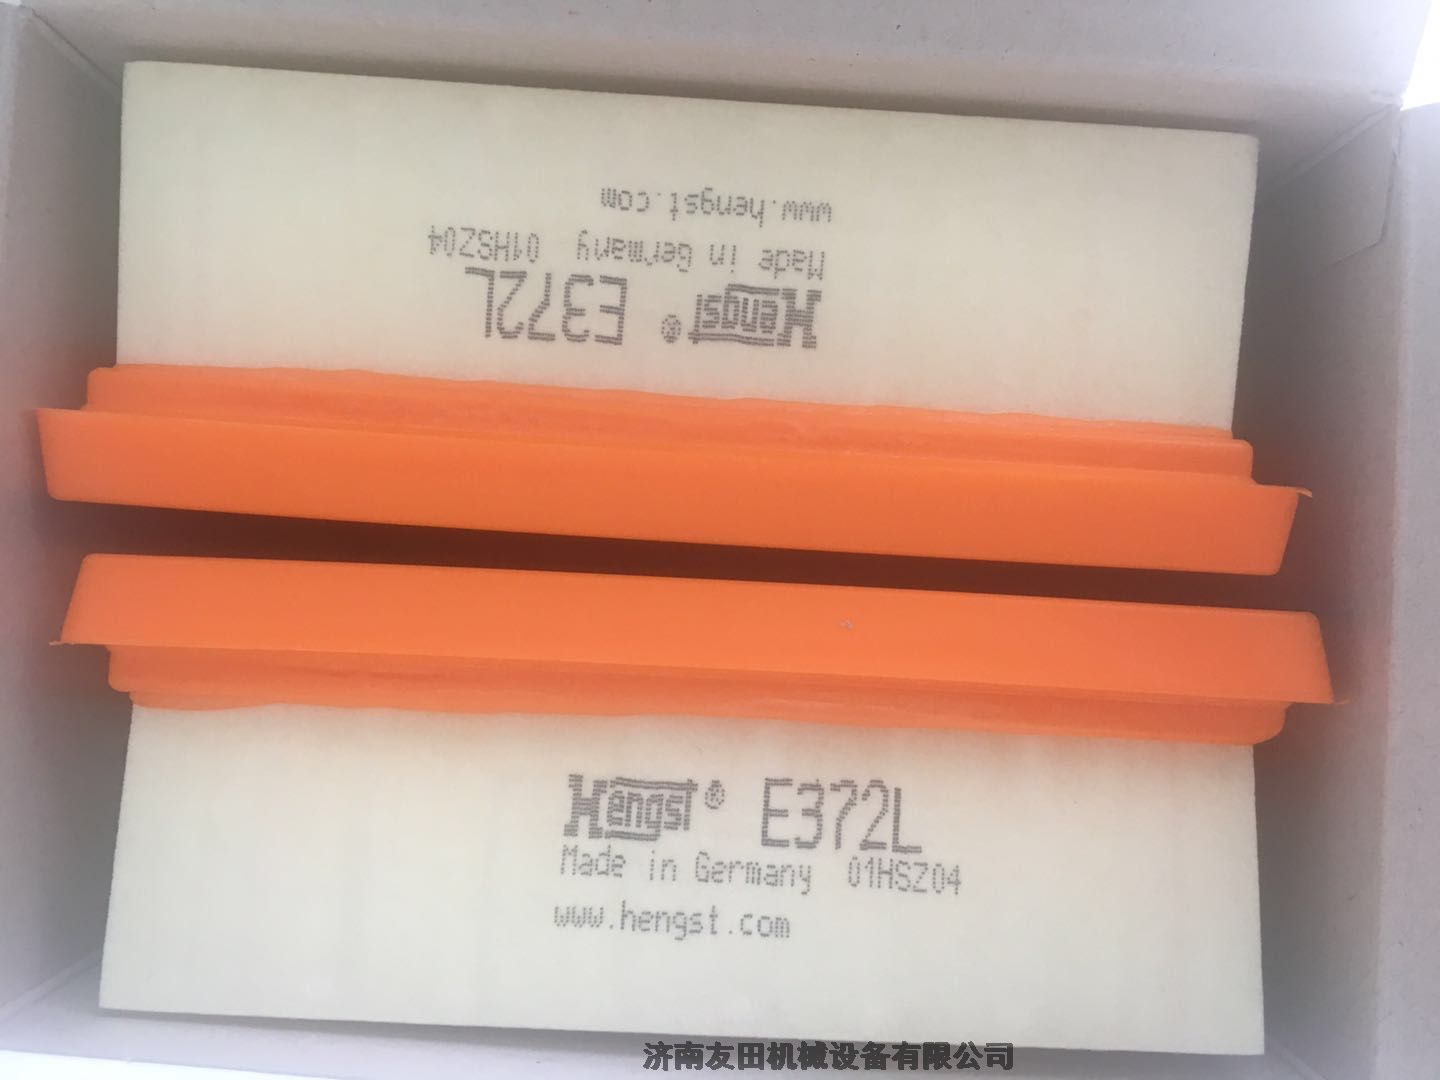 www.hengst.com
Made in Germany 01HSZ04
Hengst® E372L
Hengst® E372L
Made in Germany 01HSZ04
www.hengst.com
济南友田机械设备有限公司